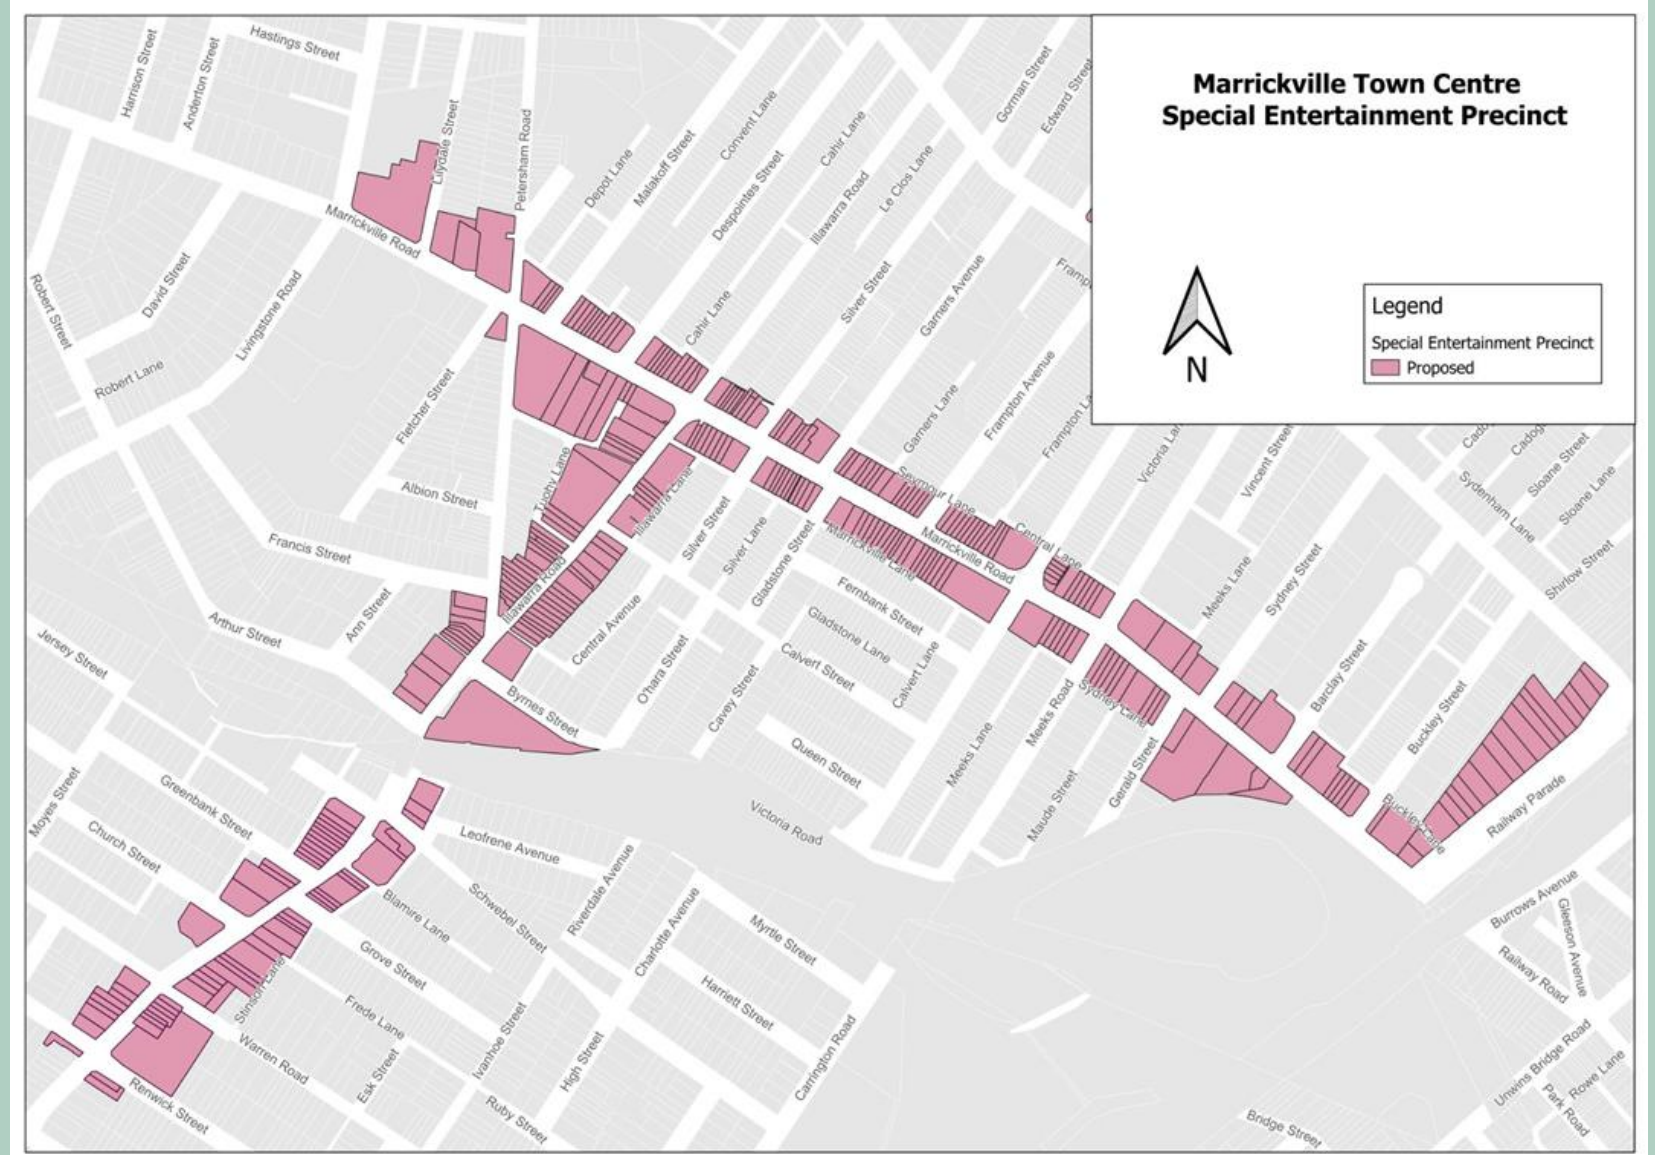 Marrickville Town Centre
Special Entertainment Precinct
N
Legend
Special Entertainment Precinct
Proposed
Hastings Street
Harrison Street
Anderton Street
Lilydale Street
Petersham Road
Depot Lane
Malakoff Street
Convent Lane
Despointes Street
Cahir Lane
Illawarra Road
Le Clos Lane
Gorman Street
Edward Street
Marrickville Road
Robert Street
David Street
Livingstone Road
Robert Lane
Cahir Lane
Silver Street
Garners Avenue
Framp
Fletcher Street
Garners Lane
Frampton Avenue
Frampton La
Victoria Lan
Vincent Street
Cado
Cadog
Sloane Street
Sydenham Lane
Sloane Lane
Shirlow Street
Albion Street
Tuohy Lane
Illawarra Lane
Silver Street
Silver Lane
Gladstone Street
Seymour Lane
Marrickville Road
Marrickville Lane
Central Lane
Meeks Lane
Sydney Street
Francis Street
Illawarra Road
Ann Street
Arthur Street
Central Avenue
O'hara Street
Fernbank Street
Gladstone Lane
Calvert Street
Calvert Lane
Jersey Street
Byrnes Street
Cavey Street
Queen Street
Meeks Lane
Meeks Road
Sydney Lane
Gerald Street
Maude Street
Barclay Street
Buckley Street
Buckley Lane
Railway Parade
Victoria Road
Moyes Street
Greenbank Street
Church Street
Leofrene Avenue
Schwebel Street
Blamire Lane
Riverdale Avenue
Charlotte Avenue
Myrtle Street
Grove Street
Harriett Street
Stinson Lane
Frede Lane
Warren Road
Esk Street
Ivanhoe Street
High Street
Carrington Road
Renwick Street
Ruby Street
Burrows Avenue
Gleeson Avenue
Railway Road
Unwins Bridge Road
Rowe Lane
Park Road
Bridge Street